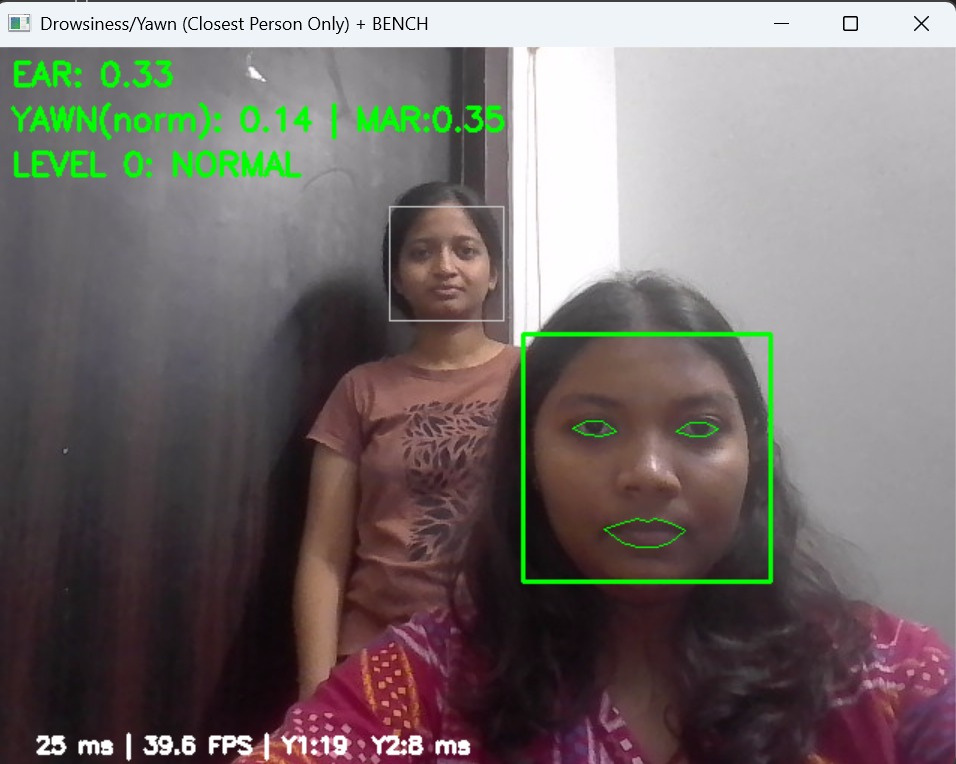 Drowsiness/Yawn (Closest Person Only) + BENCH
EAR: 0.33
YAWN(norm): 0.14 | MAR:0.35
LEVEL 0: NORMAL
25 ms | 39.6 FPS | Y1:19 Y2:8 ms